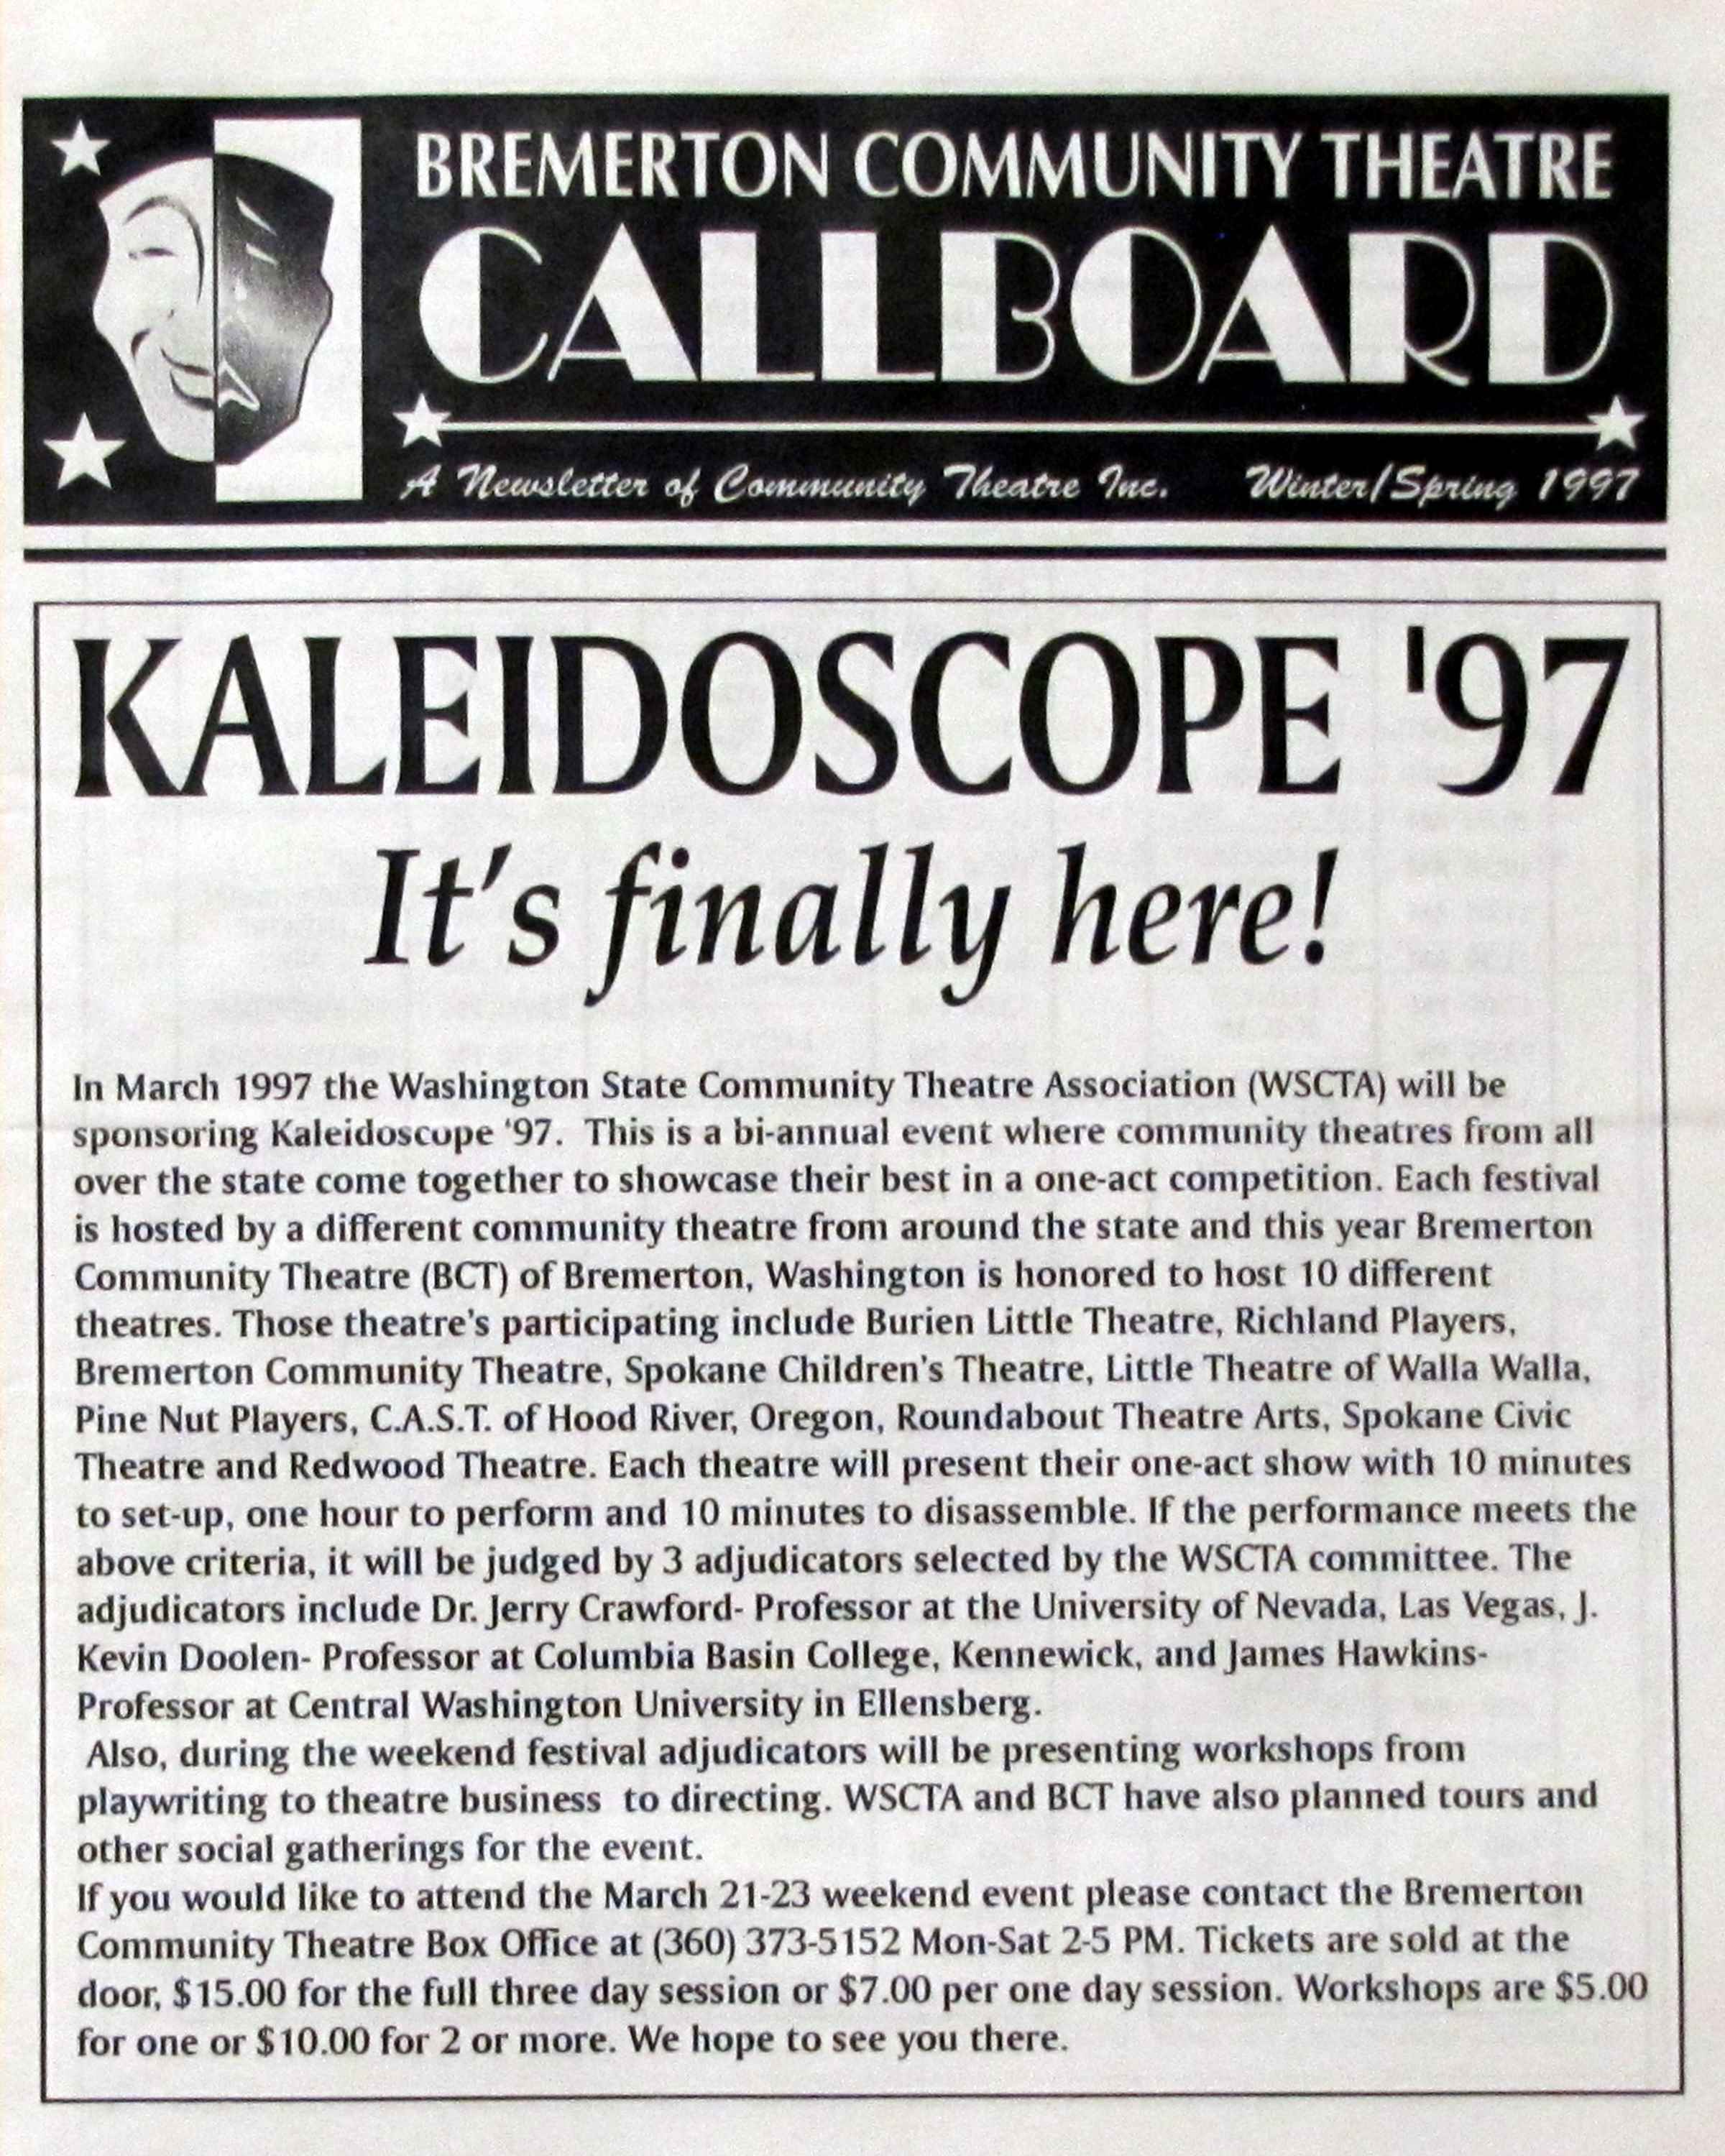 BREMERTON COMMUNITY THEATRE
CALLBOARD
A Newsletter of Community Theatre Inc. Winter/Spring 1997
KALEIDOSCOPE '97
It's finally here!
In March 1997 the Washington State Community Theatre Association (WSCTA) will be
sponsoring Kaleidoscope '97. This is a bi-annual event where community theatres from all
over the state come together to showcase their best in a one-act competition. Each festival
is hosted by a different community theatre from around the state and this year Bremerton
Community Theatre (BCT) of Bremerton, Washington is honored to host 10 different
theatres. Those theatre's participating include Burien Little Theatre, Richland Players,
Bremerton Community Theatre, Spokane Children's Theatre, Little Theatre of Walla Walla,
Pine Nut Players, C.A.S.T. of Hood River, Oregon, Roundabout Theatre Arts, Spokane Civic
Theatre and Redwood Theatre. Each theatre will present their one-act show with 10 minutes
to set-up, one hour to perform and 10 minutes to disassemble. If the performance meets the
above criteria, it will be judged by 3 adjudicators selected by the WSCTA committee. The
adjudicators include Dr. Jerry Crawford- Professor at the University of Nevada, Las Vegas, J.
Kevin Doolen- Professor at Columbia Basin College, Kennewick, and James Hawkins-
Professor at Central Washington University in Ellensberg.
Also, during the weekend festival adjudicators will be presenting workshops from
playwriting to theatre business to directing. WSCTA and BCT have also planned tours and
other social gatherings for the event.
If you would like to attend the March 21-23 weekend event please contact the Bremerton
Community Theatre Box Office at (360) 373-5152 Mon-Sat 2-5 PM. Tickets are sold at the
door, $15.00 for the full three day session or $7.00 per one day session. Workshops are $5.00
for one or $10.00 for 2 or more. We hope to see you there.